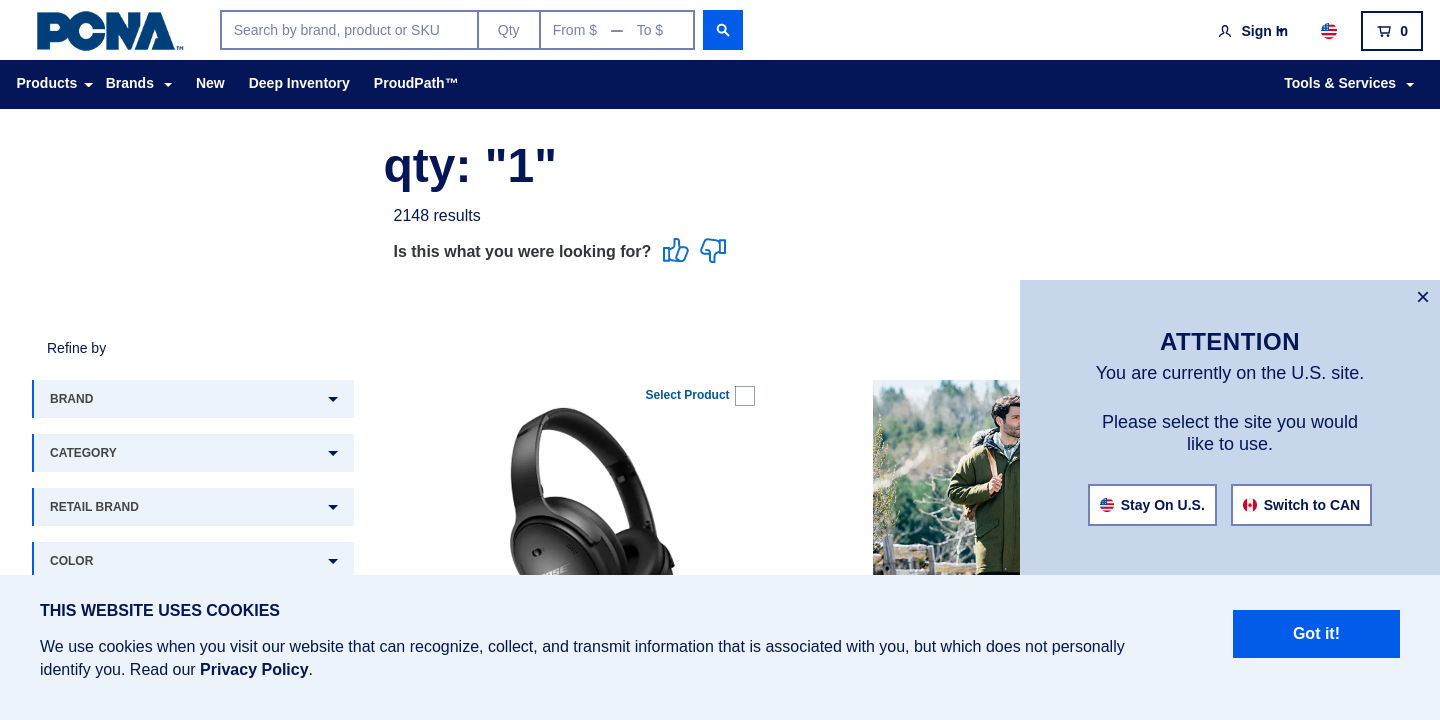 PCNA™
Search by brand, product or SKU
Qty
From $ — To $
Sign In
0
Products
Brands
New
Deep Inventory
ProudPath™
Tools & Services
qty: "1"
2148 results
Is this what you were looking for?
Refine by
BRAND
CATEGORY
RETAIL BRAND
COLOR
Select Product
BOSE
×
ATTENTION
You are currently on the U.S. site.
Please select the site you would
like to use.
Stay On U.S.
Switch to CAN
THIS WEBSITE USES COOKIES
We use cookies when you visit our website that can recognize, collect, and transmit information that is associated with you, but which does not personally
identify you. Read our Privacy Policy.
Got it!